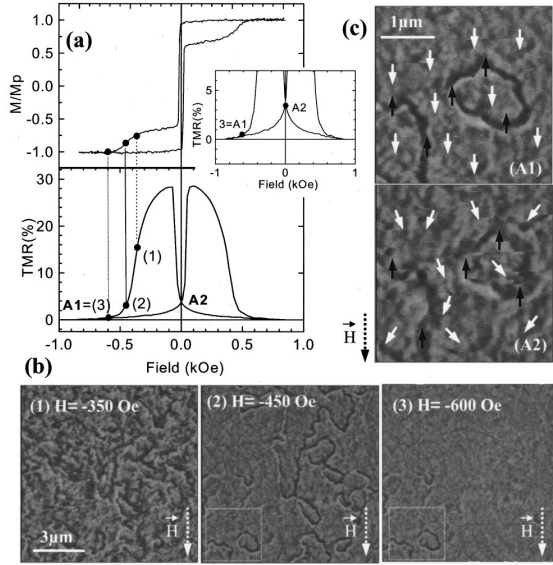 (a)
M/Mp
1.0
0.5
0.0
-0.5
-1.0
TMR(%)
5
0
3=A1
A2
-1
0
1
Field (kOe)
TMR(%)
30
20
10
0
(1)
A1=(3)
(2)
A2
-1.0
-0.5
0.0
0.5
1.0
Field (kOe)
(b)
(1) H= -350 Oe
3µm
H
(2) H= -450 Oe
H
(3) H= -600 Oe
H
(c)
1µm
(A1)
H
(A2)